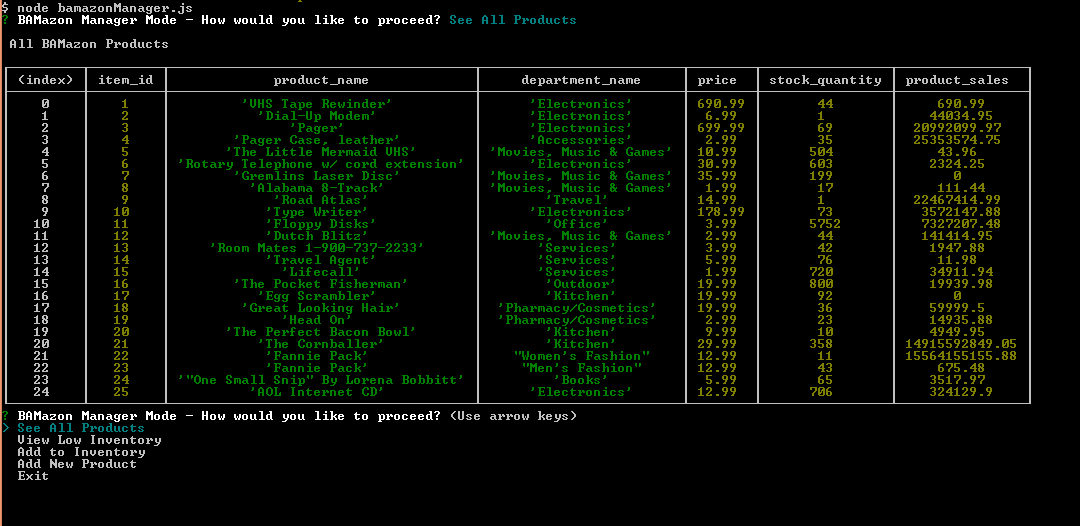 $ node bamazonManager.js
? BAMazon Manager Mode - How would you like to proceed? See All Products
All BAMazon Products
(index) item_id product_name department_name price stock_quantity product_sales
0 1 'VHS Tape Rewinder' 'Electronics' 690.99 44 690.99
1 2 'Dial-Up Modem' 'Electronics' 6.99 1 44034.95
2 3 'Pager' 'Electronics' 699.99 69 20992099.97
3 4 'Pager Case, leather' 'Accessories' 2.99 35 25353574.75
4 5 'The Little Mermaid VHS' 'Movies, Music & Games' 10.99 504 43.96
5 6 'Rotary Telephone w/ cord extension' 'Electronics' 30.99 603 2324.25
6 7 'Gremlins Laser Disc' 'Movies, Music & Games' 35.99 199 0
7 8 'Alabama 8-Track' 'Movies, Music & Games' 1.99 17 111.44
8 9 'Road Atlas' 'Travel' 14.99 1 22467414.99
9 10 'Type Writer' 'Electronics' 178.99 73 3572147.88
10 11 'Floppy Disks' 'Office' 3.99 5752 7327207.48
11 12 'Dutch Blitz' 'Movies, Music & Games' 2.99 44 141414.95
12 13 'Room Mates 1-900-737-2233' 'Services' 3.99 42 1947.88
13 14 'Travel Agent' 'Services' 5.99 76 11.98
14 15 'Lifecall' 'Services' 1.99 720 34911.94
15 16 'The Pocket Fisherman' 'Outdoor' 19.99 800 19939.98
16 17 'Egg Scrambler' 'Kitchen' 19.99 92 0
17 18 'Great Looking Hair' 'Pharmacy/Cosmetics' 19.99 36 59999.5
18 19 'Head On' 'Pharmacy/Cosmetics' 2.99 23 14935.88
19 20 'The Perfect Bacon Bowl' 'Kitchen' 9.99 10 4949.95
20 21 'The Cornballer' 'Kitchen' 29.99 358 14915592849.05
21 22 'Fannie Pack' "Women's Fashion" 12.99 11 15564155155.88
22 23 'Fannie Pack' "Men's Fashion" 12.99 43 675.48
23 24 '"One Small Snip" By Lorena Bobbitt' 'Books' 5.99 65 3517.97
24 25 'AOL Internet CD' 'Electronics' 12.99 706 324129.9
? BAMazon Manager Mode - How would you like to proceed? (Use arrow keys)
> See All Products
View Low Inventory
Add to Inventory
Add New Product
Exit